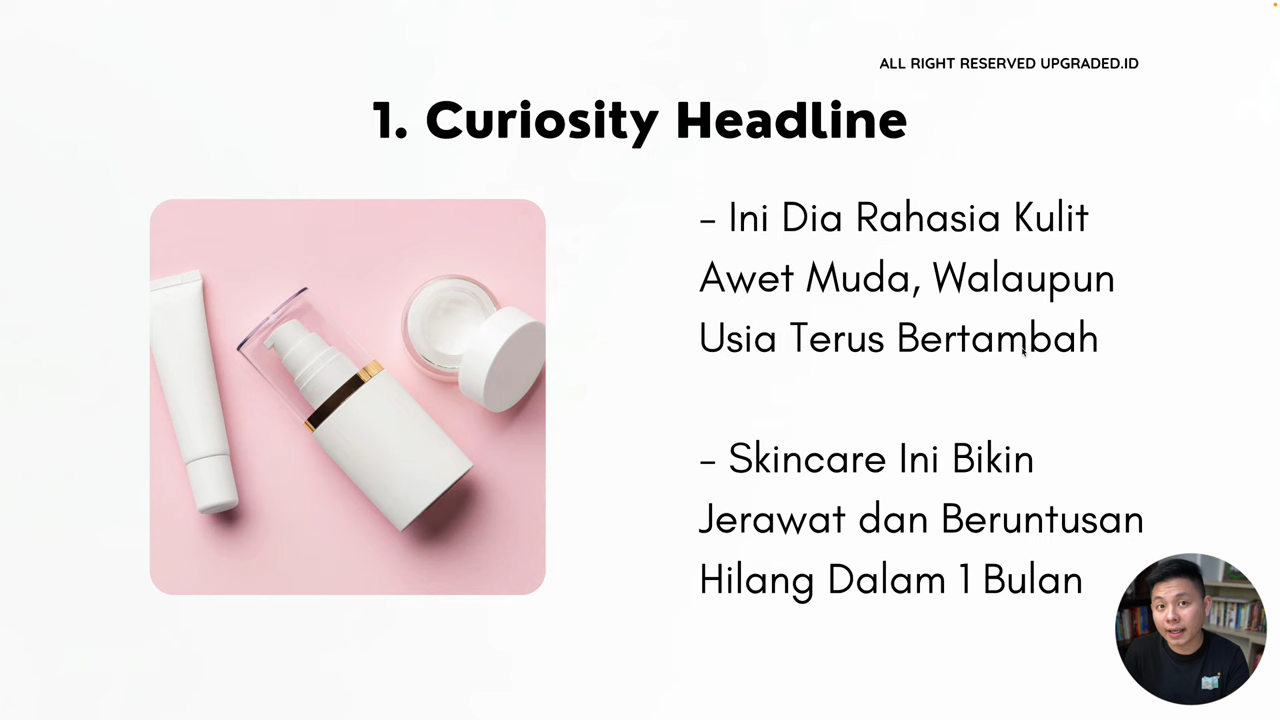 ALL RIGHT RESERVED UPGRADED.ID
1. Curiosity Headline
- Ini Dia Rahasia Kulit
Awet Muda, Walaupun
Usia Terus Bertambah
- Skincare Ini Bikin
Jerawat dan Beruntusan
Hilang Dalam 1 Bulan